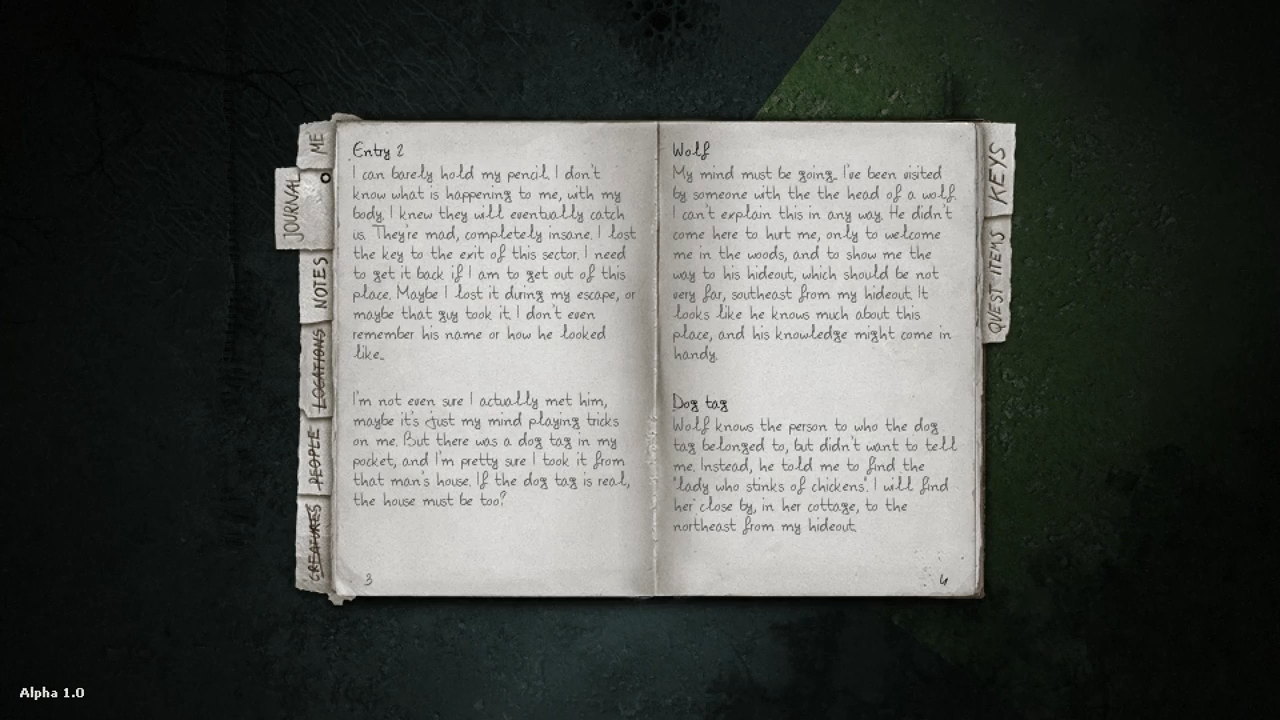 ME
JOURNAL
NOTES
LOCATIONS
PEOPLE
CREATURES
Entry 2
I can barely hold my pencil. I don't
know what is happening to me, with my
body. I knew they will eventually catch
us. They're mad, completely insane. I lost
the key to the exit of this sector. I need
to get it back if I am to get out of this
place. Maybe I lost it during my escape, or
maybe that guy took it. I don't even
remember his name or how he looked
like...
I'm not even sure I actually met him,
maybe it's just my mind playing tricks
on me. But there was a dog tag in my
pocket, and I'm pretty sure I took it from
that man's house. If the dog tag is real,
the house must be too?
3
Wolf
My mind must be going... I've been visited
by someone with the the head of a wolf.
I can't explain this in any way. He didn't
come here to hurt me, only to welcome
me in the woods, and to show me the
way to his hideout, which should be not
very far, southeast from my hideout. It
looks like he knows much about this
place, and his knowledge might come in
handy.
Dog tag
Wolf knows the person to who the dog
tag belonged to, but didn't want to tell
me. Instead, he told me to find the
"lady who stinks of chickens". I will find
her close by, in her cottage, to the
northeast from my hideout.
4
KEYS
QUEST ITEMS
Alpha 1.0